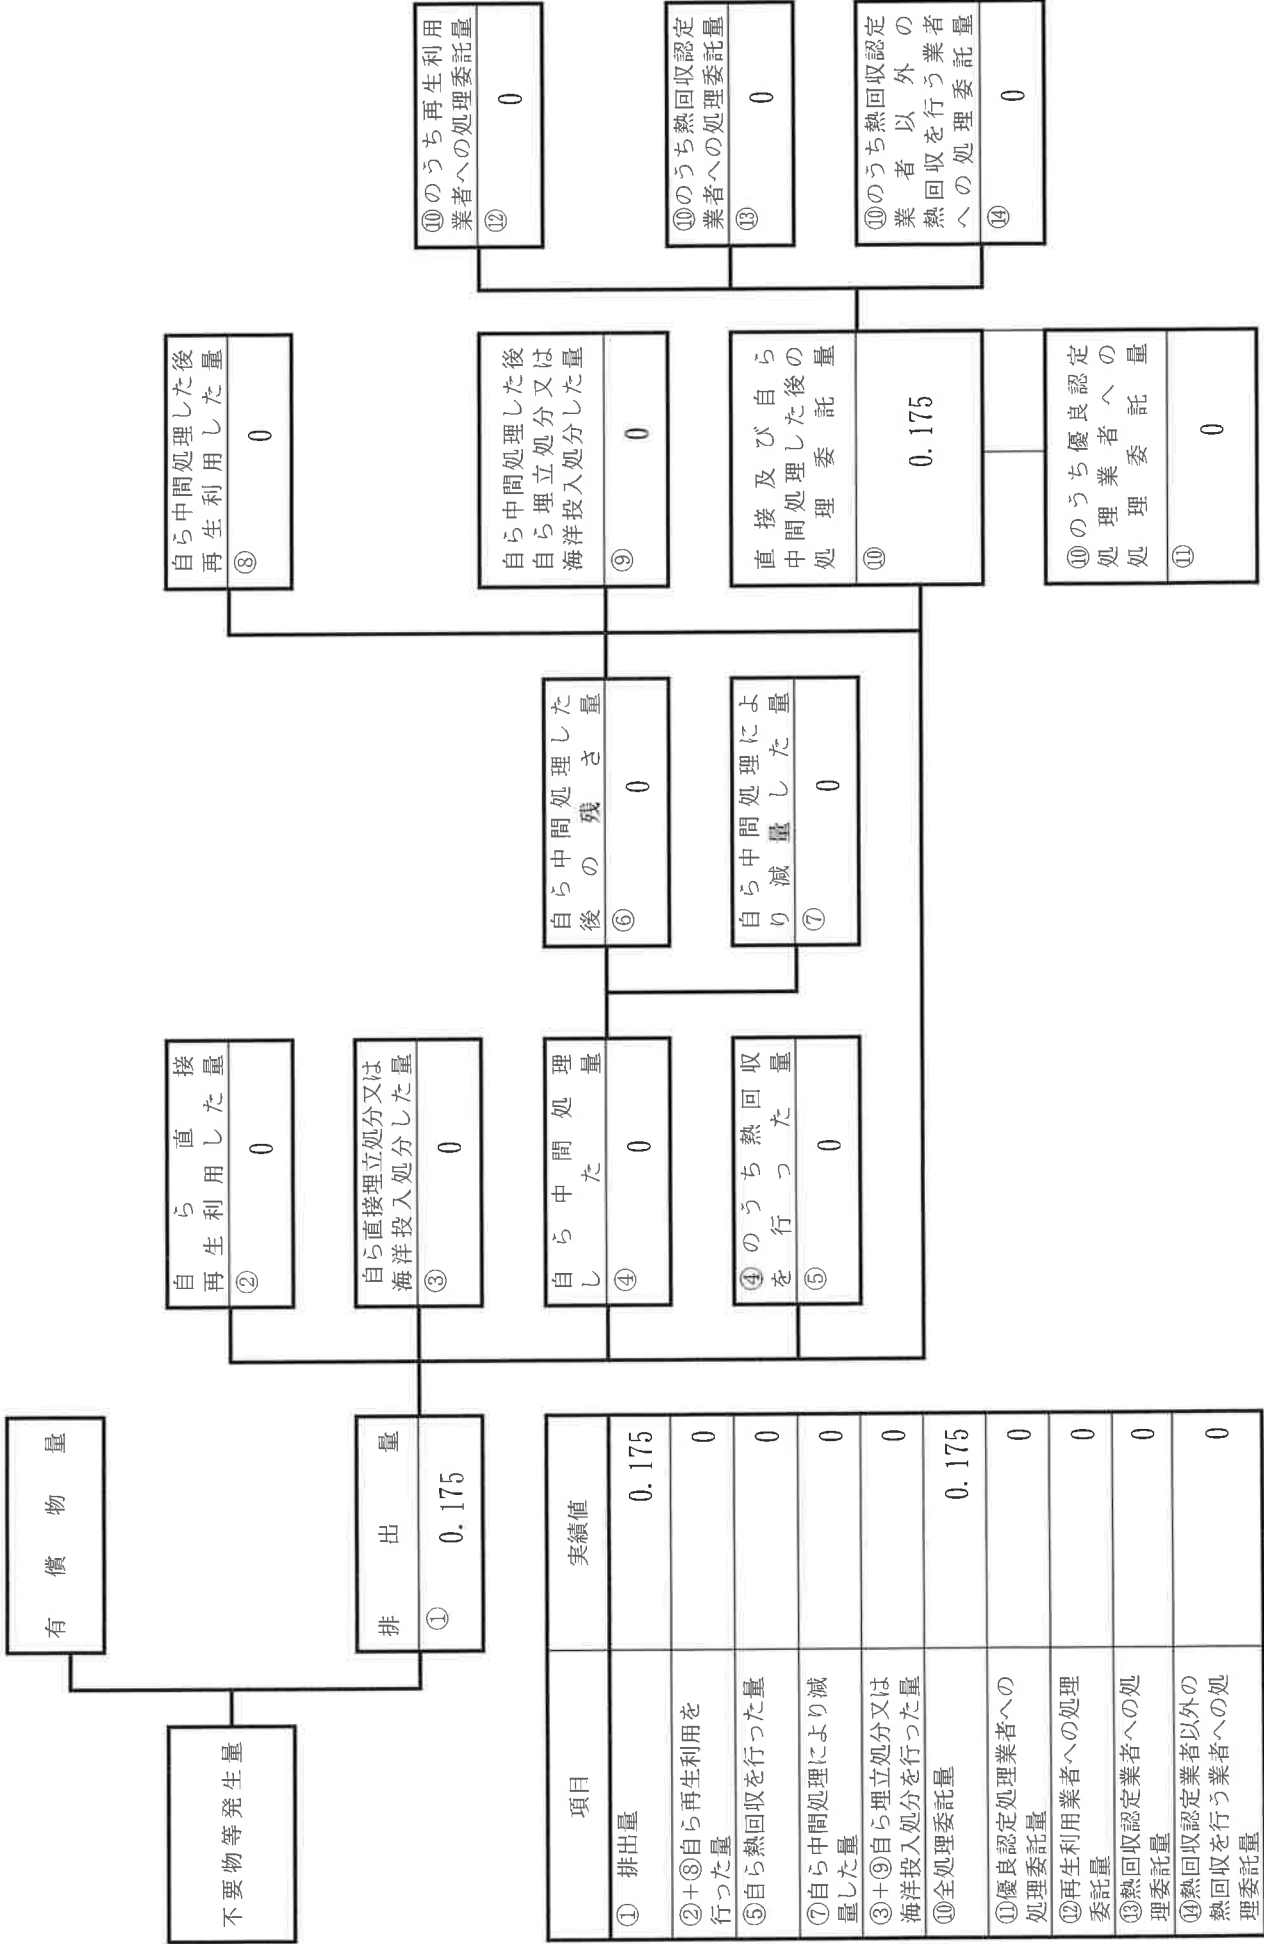 不要物等発生量
有償物量
排出量
① 0.175
自ら直接
再生利用した量
② 0
自ら直接埋立処分又は
海洋投入処分した量
③ 0
自ら中間処理
した量
④ 0
④のうち熱回収
を行った量
⑤ 0
自ら中間処理した
後の残さ量
⑥ 0
自ら中間処理によ
り減量した量
⑦ 0
自ら中間処理した後
再生利用した量
⑧ 0
自ら中間処理した後
自ら埋立処分又は
海洋投入処分した量
⑨ 0
直接及び自ら
中間処理した後の
処理委託量
⑩ 0.175
⑩のうち優良認定
処理業者への
処理委託量
⑪ 0
⑩のうち再生利用
業者への処理委託量
⑫ 0
⑩のうち熱回収認定
業者への処理委託量
⑬ 0
⑩のうち熱回収認定
業者以外の
熱回収を行う業者
への処理委託量
⑭ 0
項目 実績値
① 排出量 0.175
②+⑧自ら再生利用を
行った量 0
⑤自ら熱回収を行った量 0
⑦自ら中間処理により減
量した量 0
③+⑨自ら埋立処分又は
海洋投入処分を行った量 0
⑩全処理委託量 0.175
⑪優良認定処理業者への
処理委託量 0
⑫再生利用業者への処理
委託量 0
⑬熱回収認定業者への処
理委託量 0
⑭熱回収認定業者以外の
熱回収を行う業者への処
理委託量 0